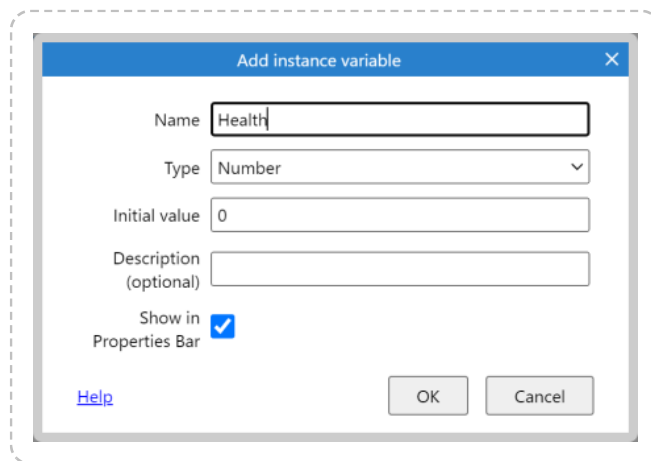 Add instance variable
Name Health
Type Number
Initial value 0
Description
(optional)
Show in
Properties Bar
Help OK Cancel